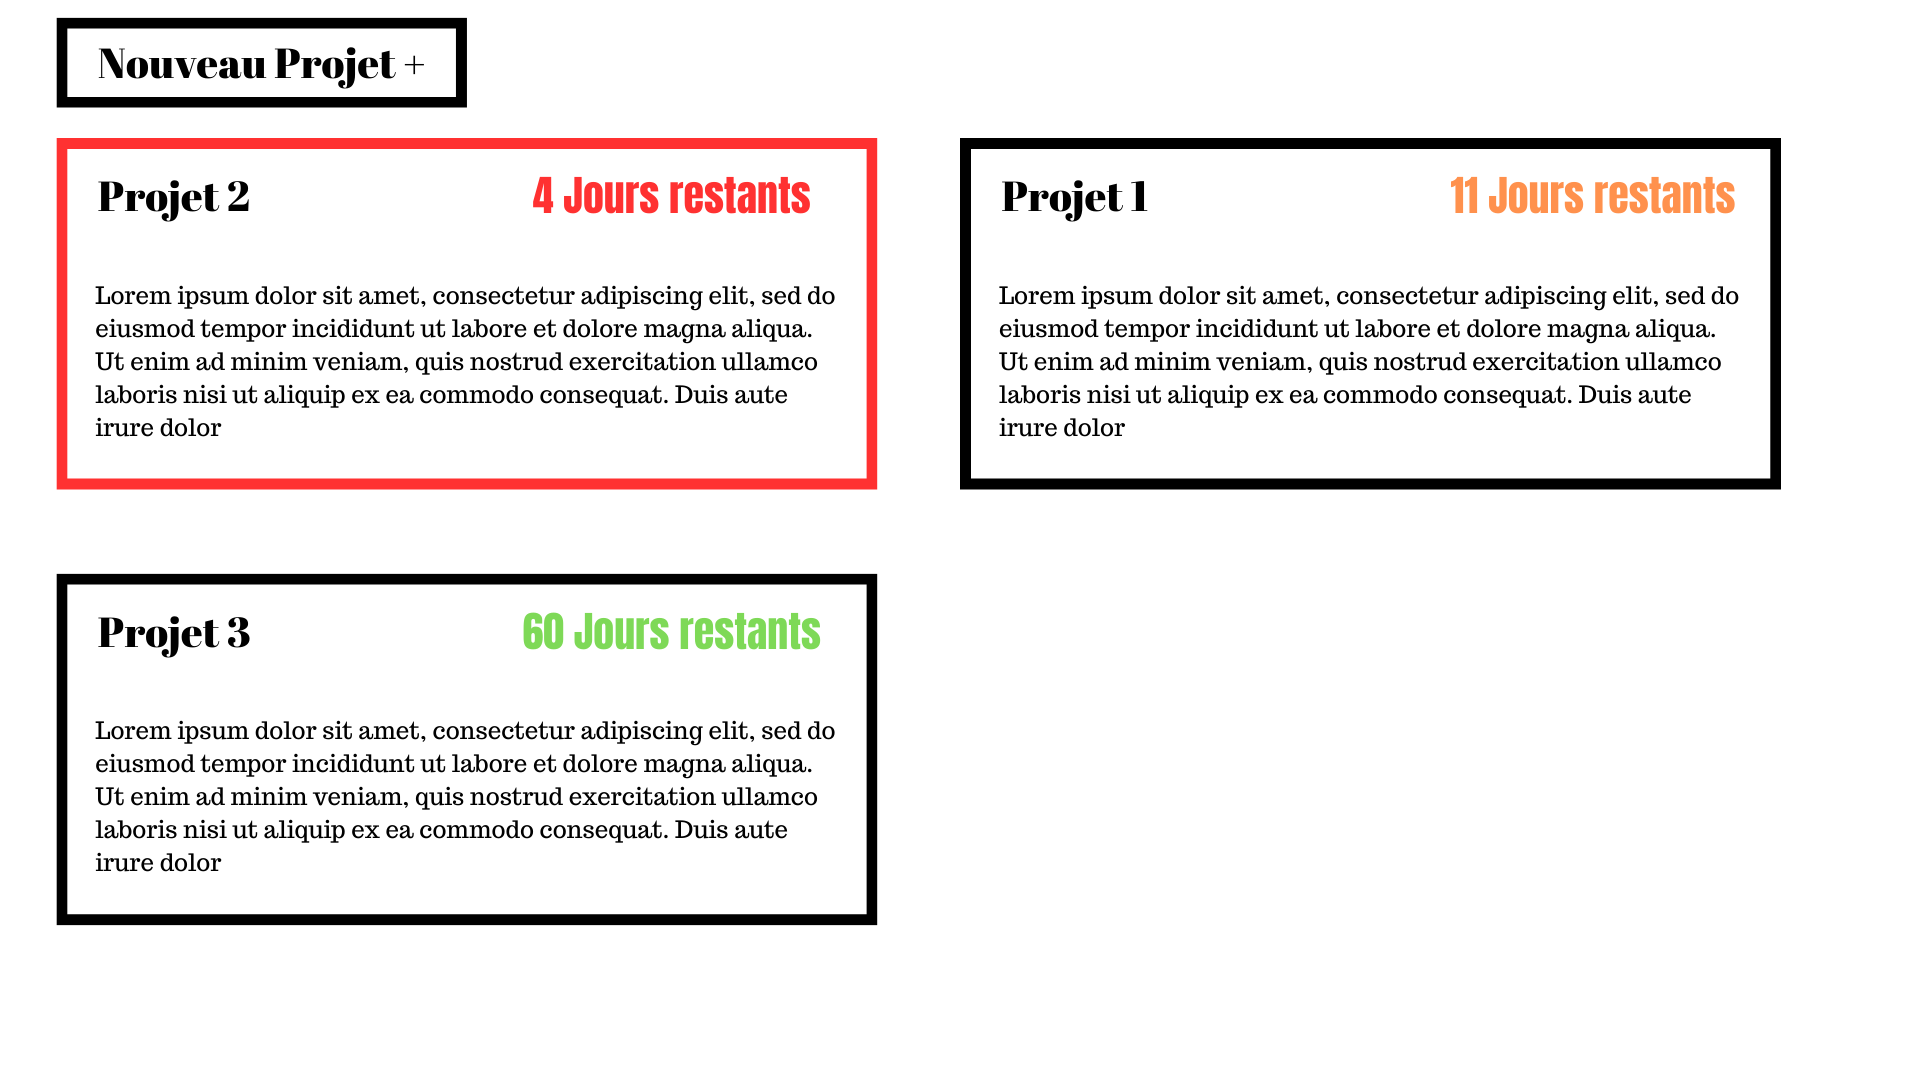 Nouveau Projet +
Projet 2
4 Jours restants
Lorem ipsum dolor sit amet, consectetur adipiscing elit, sed do
eiusmod tempor incididunt ut labore et dolore magna aliqua.
Ut enim ad minim veniam, quis nostrud exercitation ullamco
laboris nisi ut aliquip ex ea commodo consequat. Duis aute
irure dolor
Projet 1
11 Jours restants
Lorem ipsum dolor sit amet, consectetur adipiscing elit, sed do
eiusmod tempor incididunt ut labore et dolore magna aliqua.
Ut enim ad minim veniam, quis nostrud exercitation ullamco
laboris nisi ut aliquip ex ea commodo consequat. Duis aute
irure dolor
Projet 3
60 Jours restants
Lorem ipsum dolor sit amet, consectetur adipiscing elit, sed do
eiusmod tempor incididunt ut labore et dolore magna aliqua.
Ut enim ad minim veniam, quis nostrud exercitation ullamco
laboris nisi ut aliquip ex ea commodo consequat. Duis aute
irure dolor